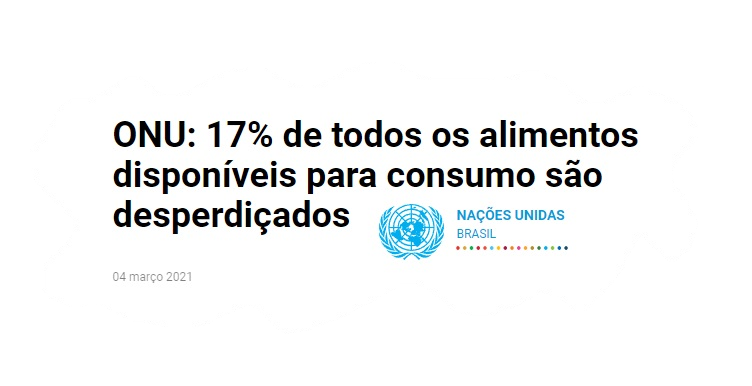 ONU: 17% de todos os alimentos
disponíveis para consumo são
desperdiçados
NAÇÕES UNIDAS
BRASIL
04 março 2021